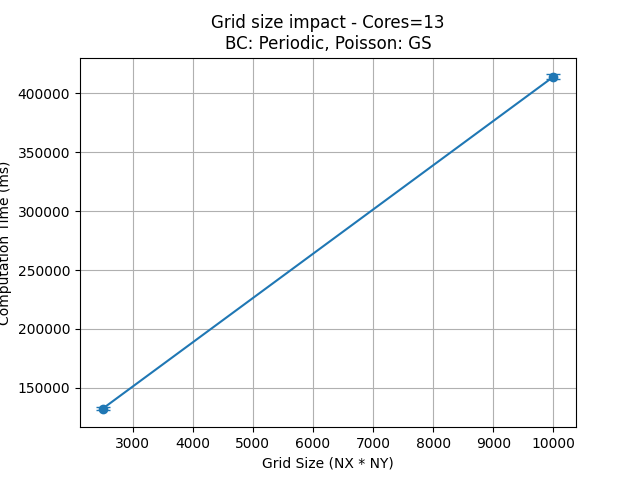 Grid size impact - Cores=13
BC: Periodic, Poisson: GS
Computation Time (ms)
400000
350000
300000
250000
200000
150000
3000 4000 5000 6000 7000 8000 9000 10000
Grid Size (NX * NY)